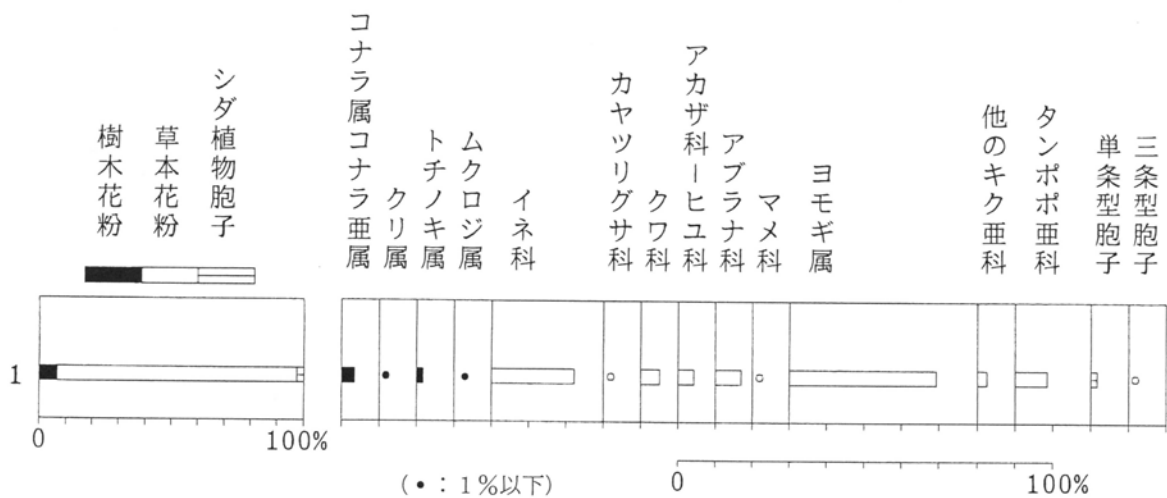 樹木花粉
草本花粉
シダ植物胞子
コナラ属コナラ亜属
クリ属
トチノキ属
ムクロジ属
イネ科
カヤツリグサ科
クワ科
アカザ科ーヒユ科
アブラナ科
マメ科
ヨモギ属
他のキク亜科
タンポポ亜科
単条型胞子
三条型胞子
1
0
100%
(●：1%以下)
0
100%